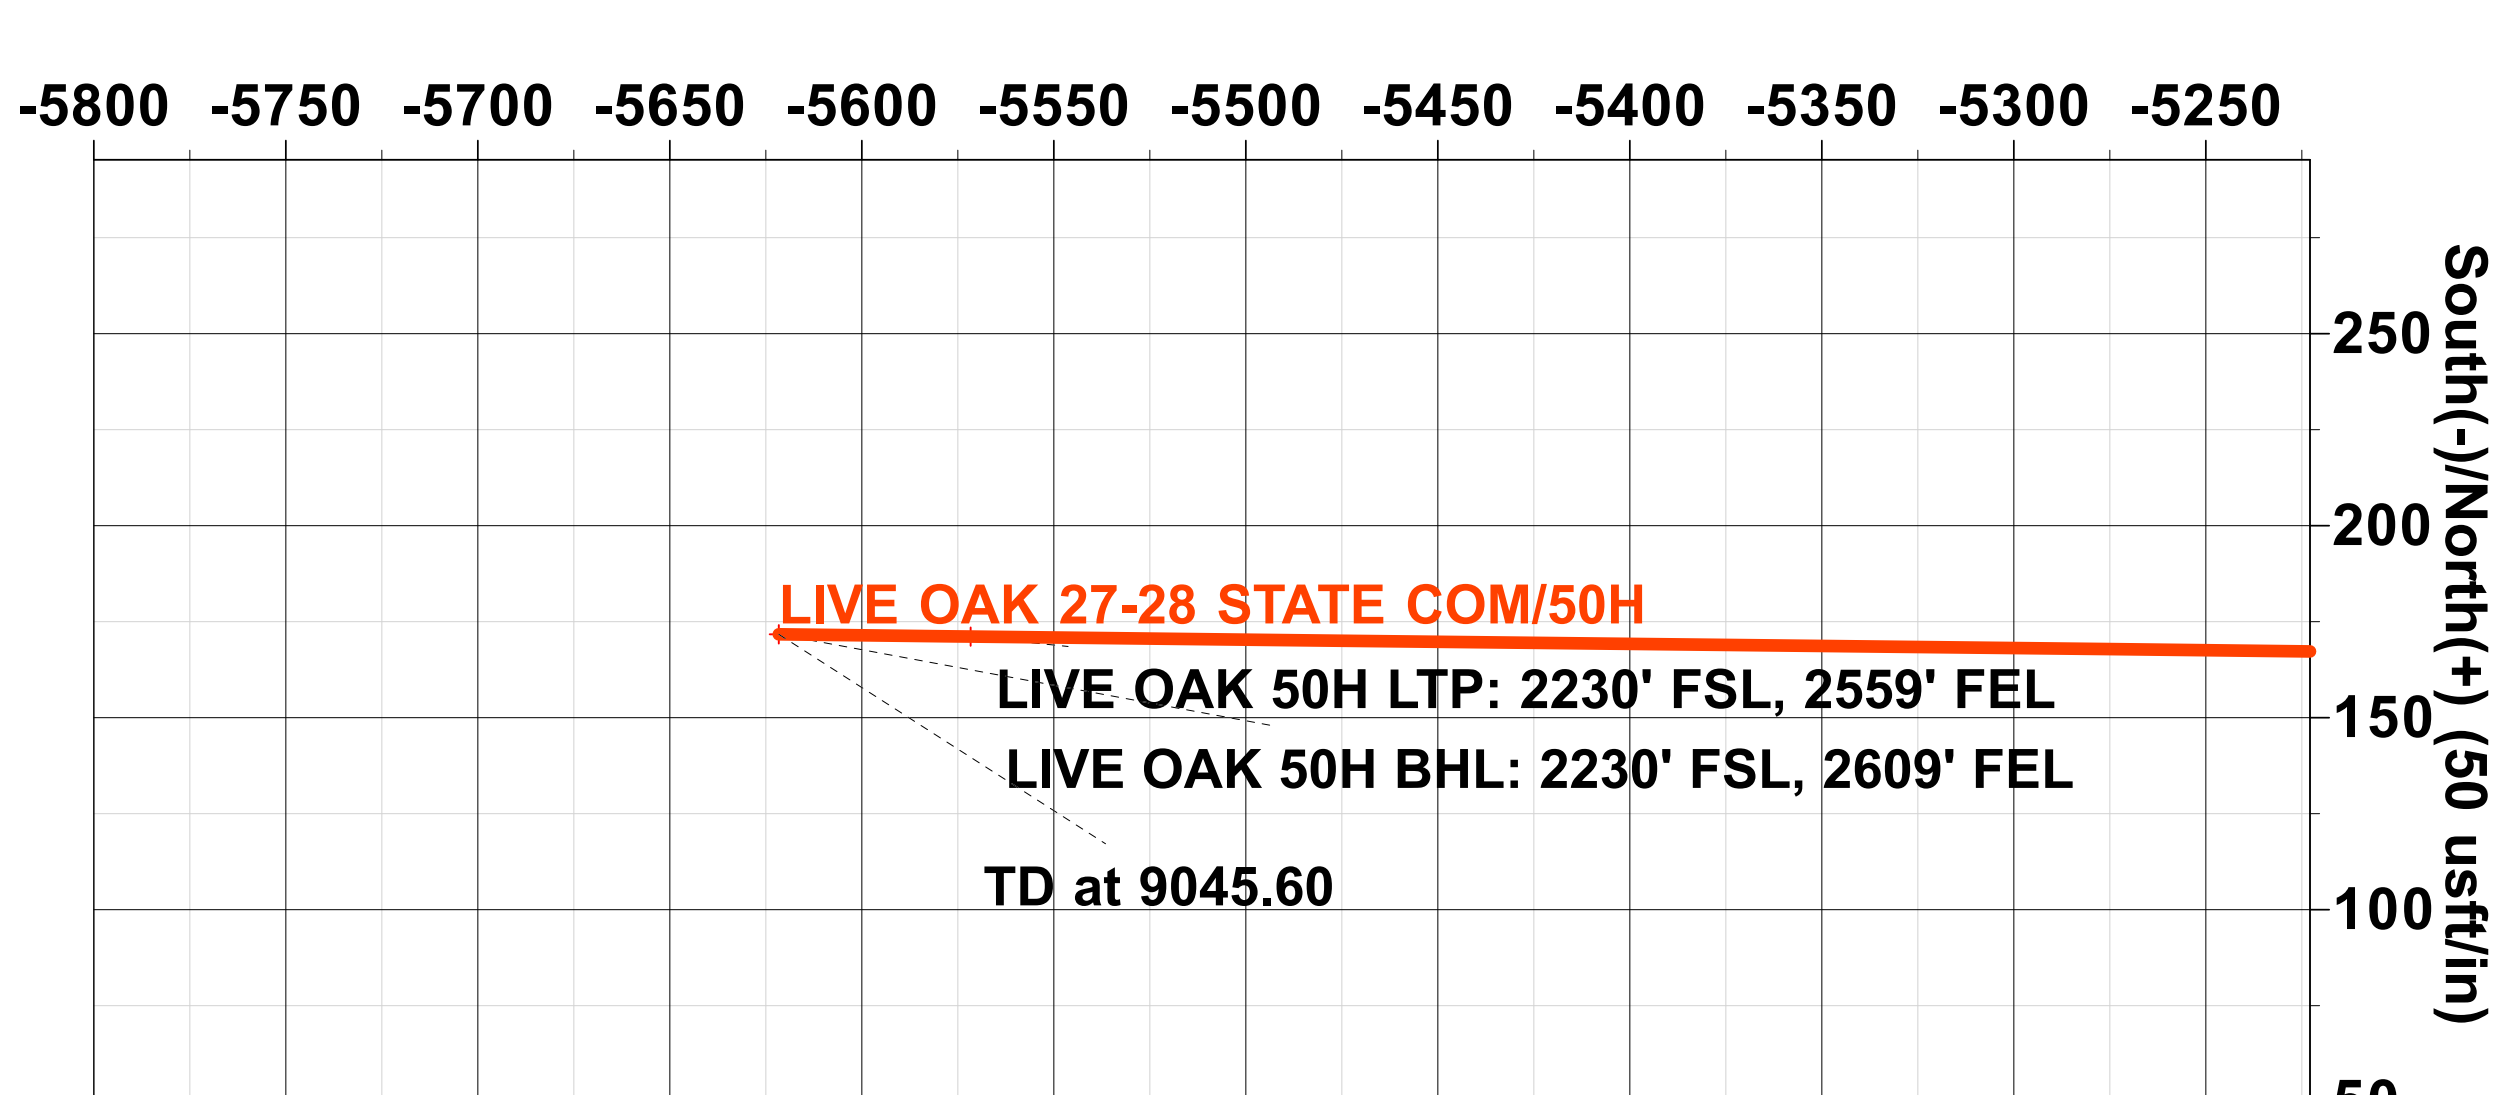 -5800 -5750 -5700 -5650 -5600 -5550 -5500 -5450 -5400 -5350 -5300 -5250
250
200
LIVE OAK 27-28 STATE COM/50H
LIVE OAK 50H LTP: 2230' FSL, 2559' FEL
150
LIVE OAK 50H BHL: 2230' FSL, 2609' FEL
TD at 9045.60
100
50
South(-)/North(+) (50 usft/in)